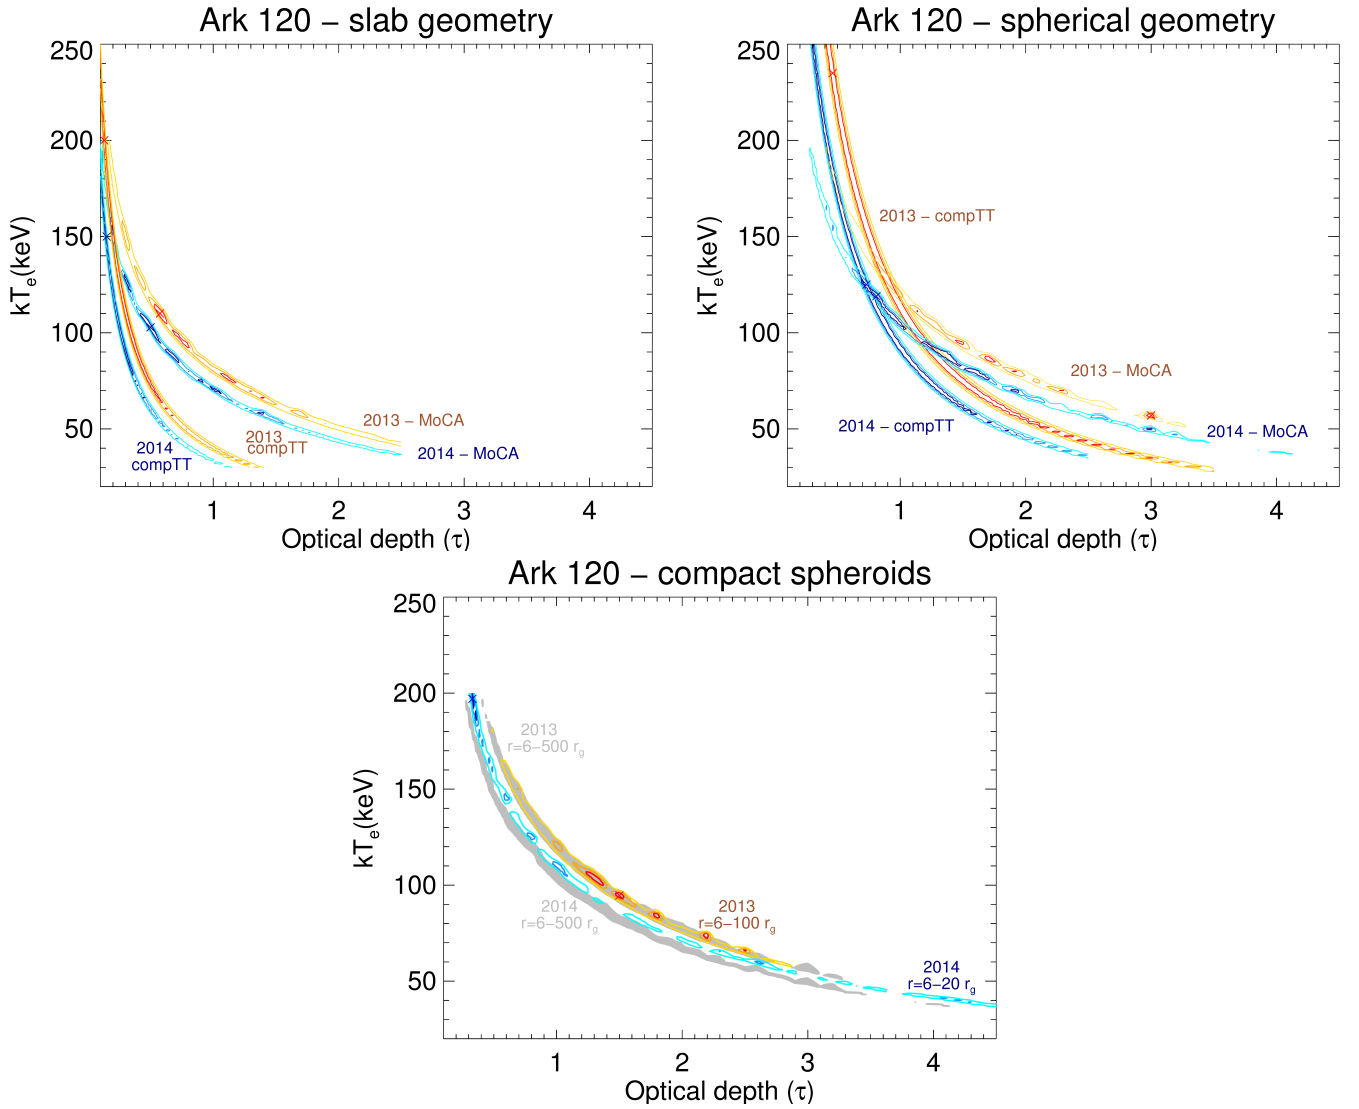 Ark 120 – slab geometry
250
200
150
100
50
kTe(keV)
2014
compTT
2013
compTT
2013 – MoCA
2014 – MoCA
1
2
3
4
Optical depth (τ)
Ark 120 – spherical geometry
250
200
150
100
50
kTe(keV)
2013 – compTT
2013 – MoCA
2014 – compTT
2014 – MoCA
1
2
3
4
Optical depth (τ)
Ark 120 – compact spheroids
250
200
150
100
50
kTe(keV)
2013
r=6–500 rg
2014
r=6–500 rg
2013
r=6–100 rg
2014
r=6–20 rg
1
2
3
4
Optical depth (τ)